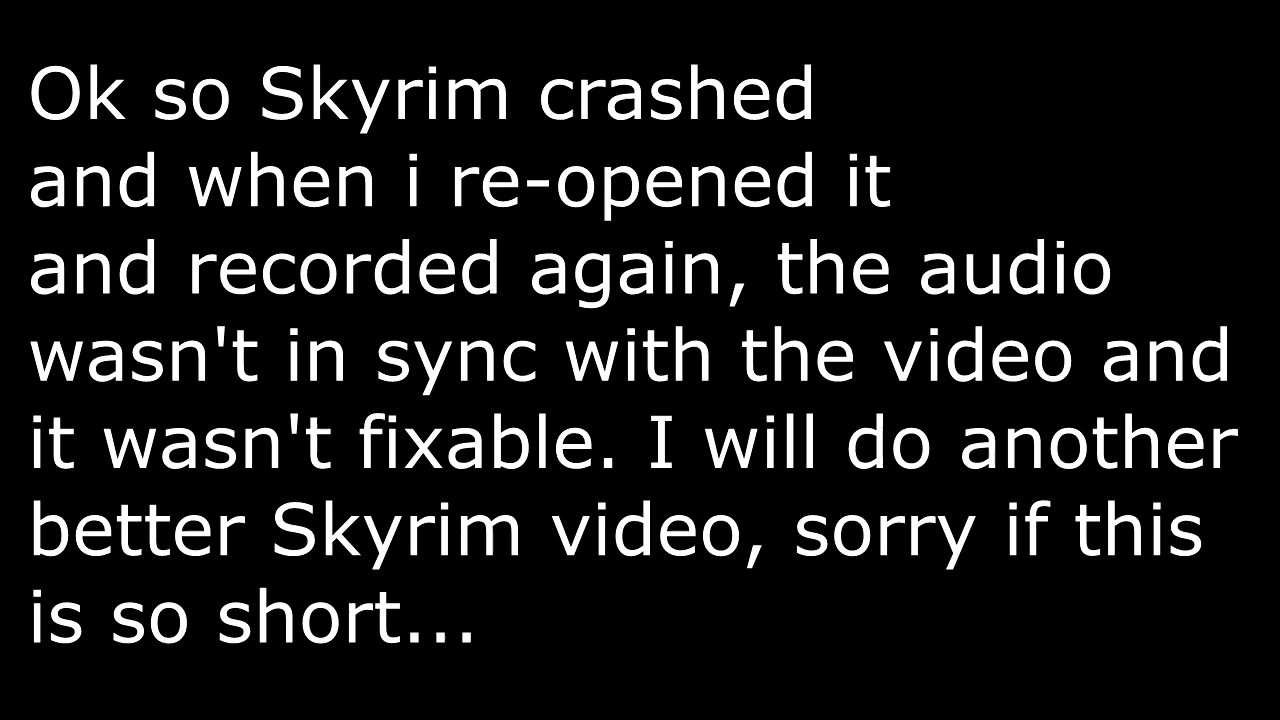 Ok so Skyrim crashed
and when i re-opened it
and recorded again, the audio
wasn't in sync with the video and
it wasn't fixable. I will do another
better Skyrim video, sorry if this
is so short...